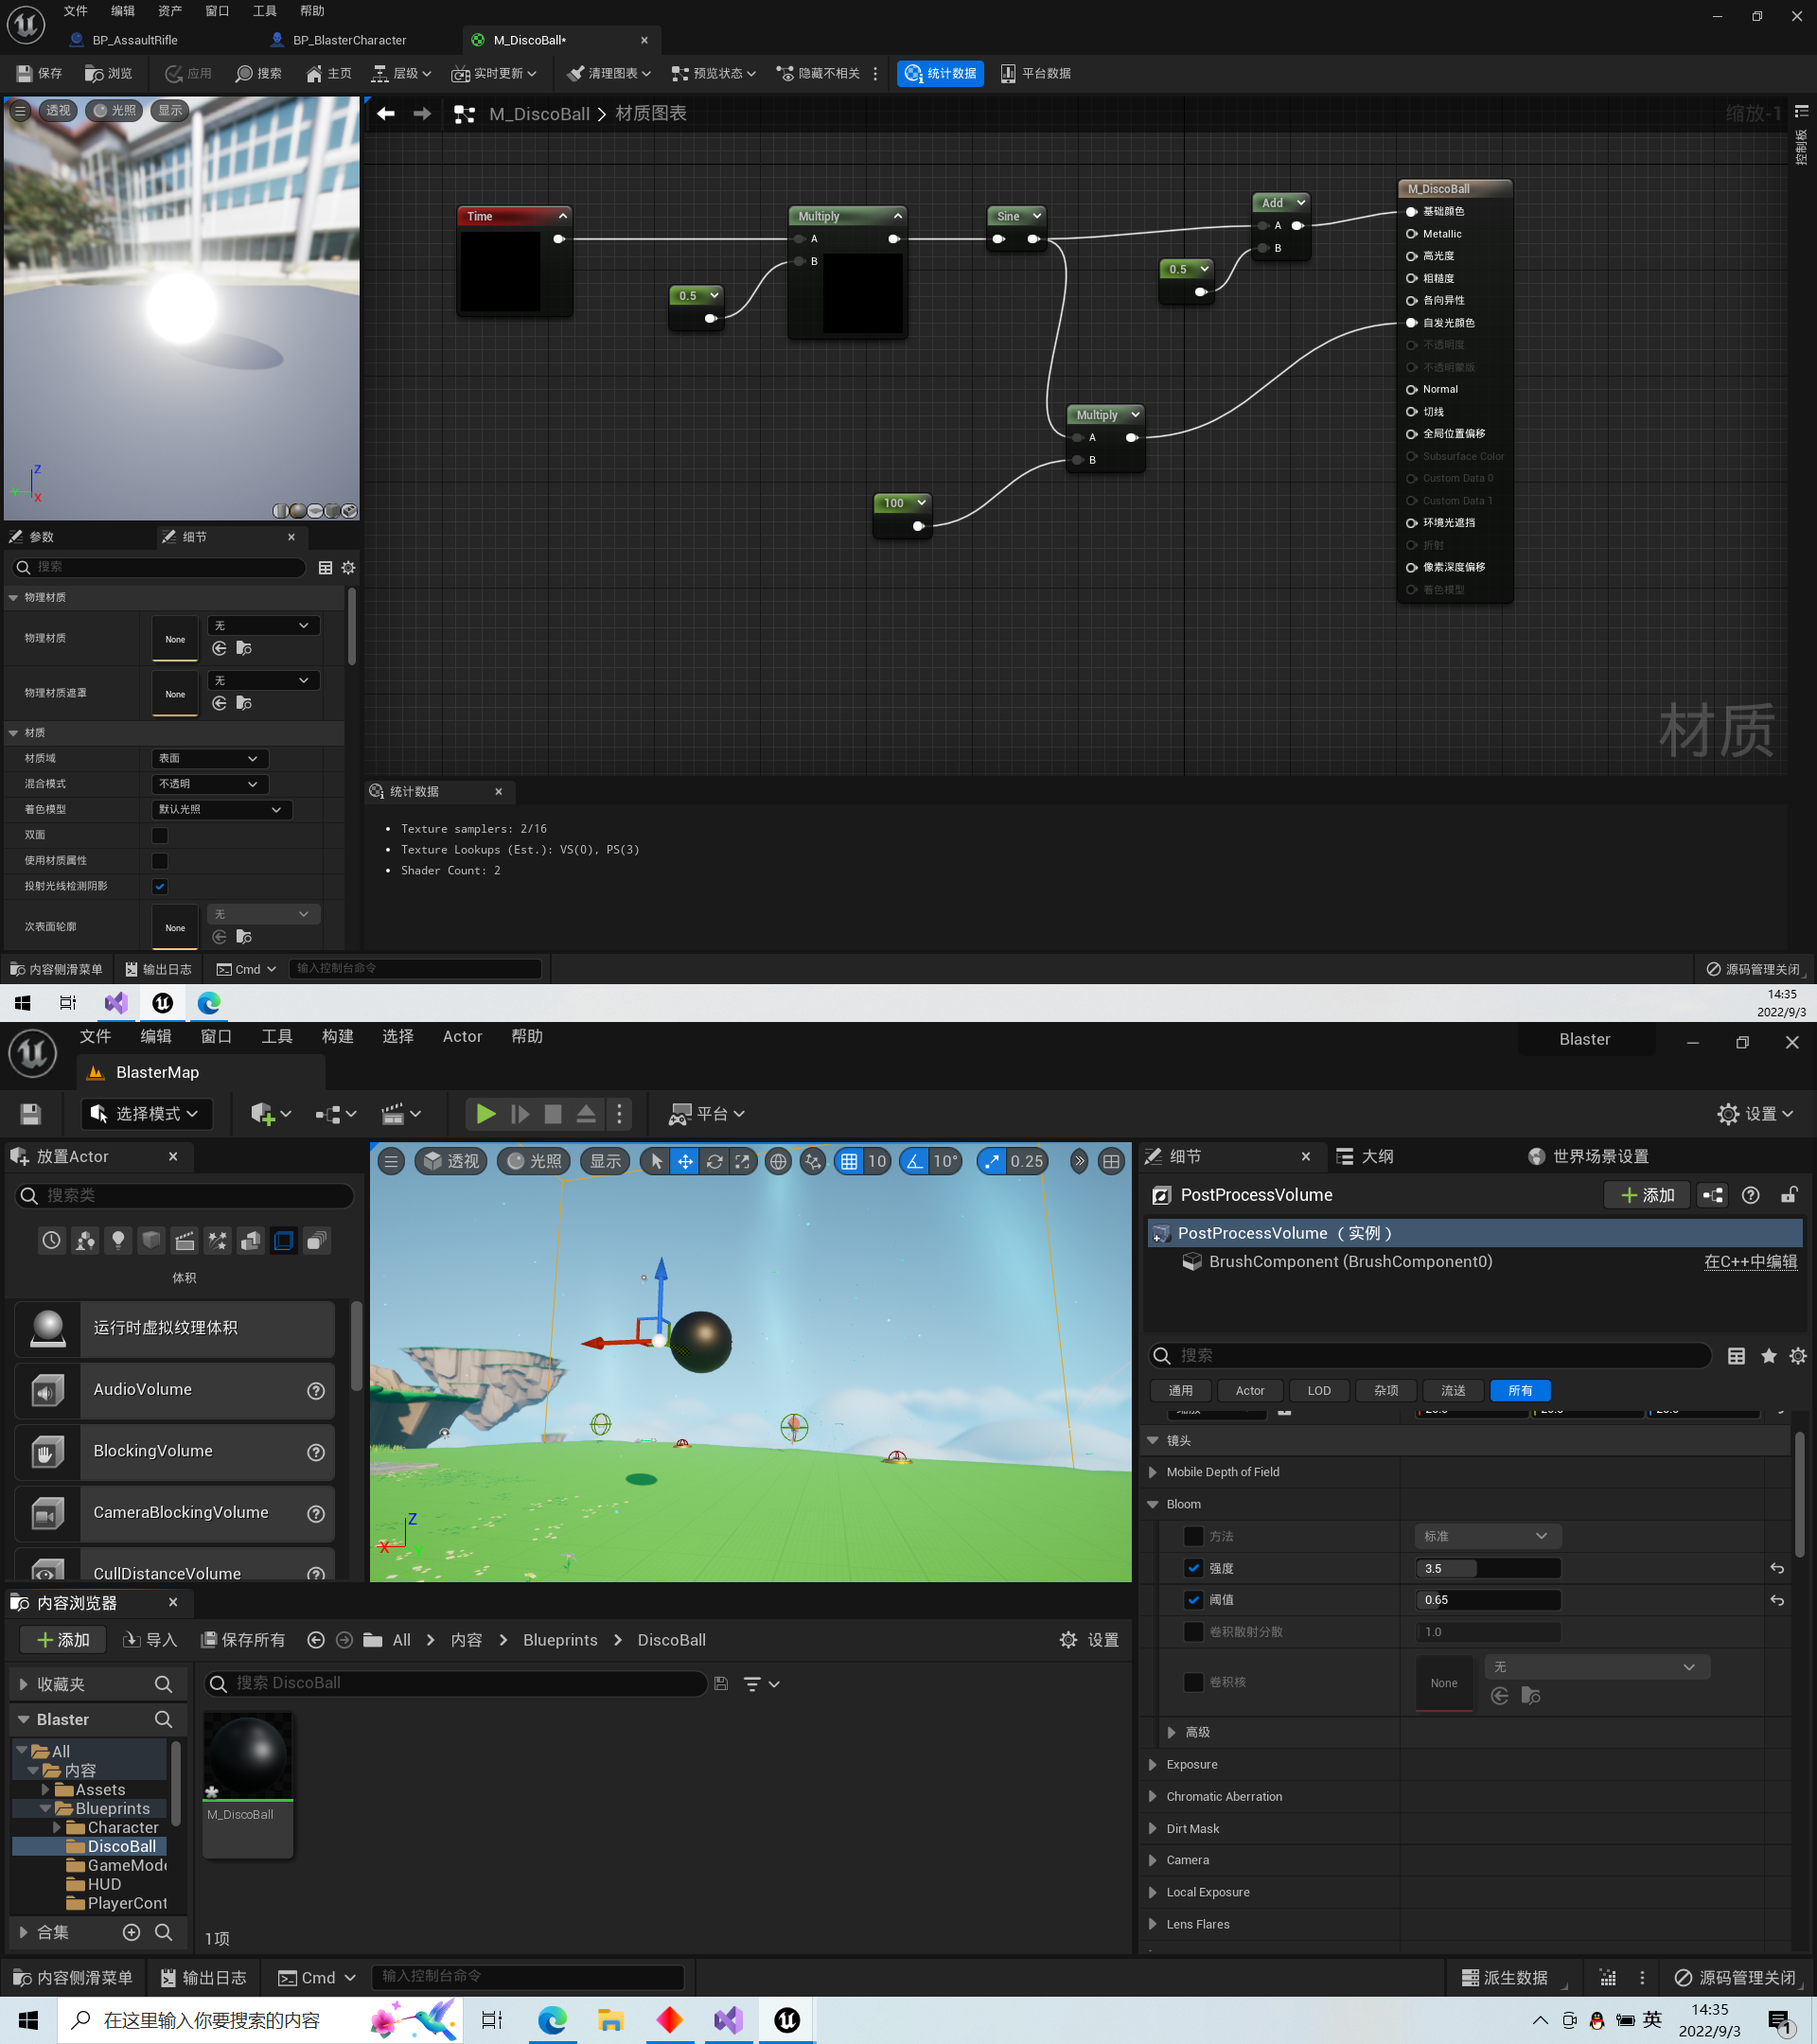 文件 编辑 资产 窗口 工具 帮助
BP_AssaultRifle BP_BlasterCharacter M_DiscoBall*
保存 浏览 应用 搜索 主页 层级 实时更新 清理图表 预览状态 隐藏不相关 统计数据 平台数据
透视 光照 显示
M_DiscoBall 材质图表 缩放-1
控制板
Time
Multiply
A
B
0.5
Sine
0.5
Add
A
B
Multiply
A
B
100
M_DiscoBall
基础颜色
Metallic
高光度
粗糙度
各向异性
自发光颜色
不透明度
不透明蒙版
Normal
切线
全局位置偏移
Subsurface Color
Custom Data 0
Custom Data 1
环境光遮挡
折射
像素深度偏移
着色模型
材质
Z
X
参数 细节
搜索
物理材质
物理材质 None 无
物理材质遮罩 None 无
材质
材质域 表面
混合模式 不透明
着色模型 默认光照
双面
使用材质属性
投射光线检测阴影
次表面轮廓 None 无
统计数据
Texture samplers: 2/16
Texture Lookups (Est.): VS(0), PS(3)
Shader Count: 2
内容侧滑菜单 输出日志 Cmd 输入控制台命令 源码管理关闭
14:35
2022/9/3
文件 编辑 窗口 工具 构建 选择 Actor 帮助 Blaster
BlasterMap
选择模式 平台 设置
放置Actor
搜索类
体积
运行时虚拟纹理体积
AudioVolume
BlockingVolume
CameraBlockingVolume
CullDistanceVolume
透视 光照 显示 10 10° 0.25
Z
X
Y
细节 大纲 世界场景设置
PostProcessVolume 添加
PostProcessVolume （实例）
BrushComponent (BrushComponent0) 在C++中编辑
搜索
通用 Actor LOD 杂项 流送 所有
镜头
Mobile Depth of Field
Bloom
方法 标准
强度 3.5
阈值 0.65
卷积散射分散 1.0
卷积核 None 无
高级
Exposure
Chromatic Aberration
Dirt Mask
Camera
Local Exposure
Lens Flares
内容浏览器
添加 导入 保存所有 All 内容 Blueprints DiscoBall 设置
收藏夹
搜索 DiscoBall
Blaster
All
内容
Assets
Blueprints
Character
DiscoBall
GameMode
HUD
PlayerCont
合集
M_DiscoBall
1项
内容侧滑菜单 输出日志 Cmd 输入控制台命令 派生数据 源码管理关闭
在这里输入你要搜索的内容
英
14:35
2022/9/3
1